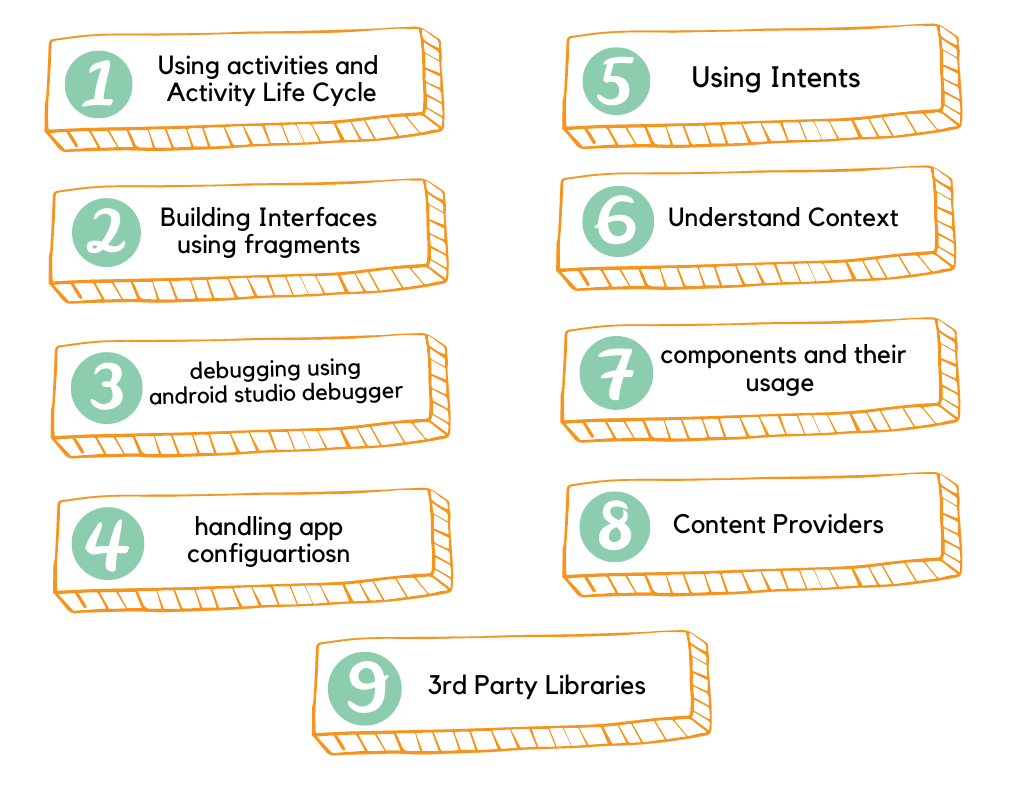 1
Using activities and
Activity Life Cycle
2
Building Interfaces
using fragments
3
debugging using
android studio debugger
4
handling app
configuartiosn
5
Using Intents
6
Understand Context
7
components and their
usage
8
Content Providers
9
3rd Party Libraries